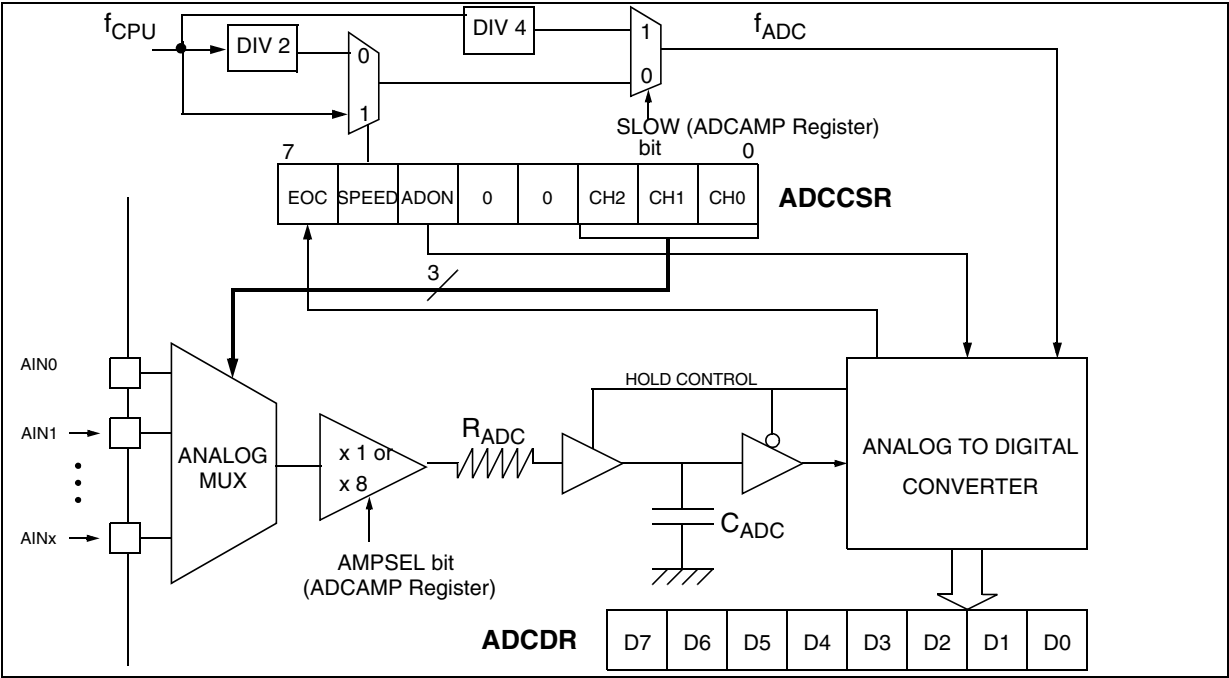 fCPU
DIV 2
DIV 4
fADC
0
1
1
0
SLOW (ADCAMP Register)
bit
7
0
EOC SPEED ADON 0 0 CH2 CH1 CH0
ADCCSR
3
AIN0
AIN1
AINx
ANALOG
MUX
x 1 or
x 8
AMPSEL bit
(ADCAMP Register)
RADC
HOLD CONTROL
CADC
ANALOG TO DIGITAL
CONVERTER
ADCDR
D7 D6 D5 D4 D3 D2 D1 D0